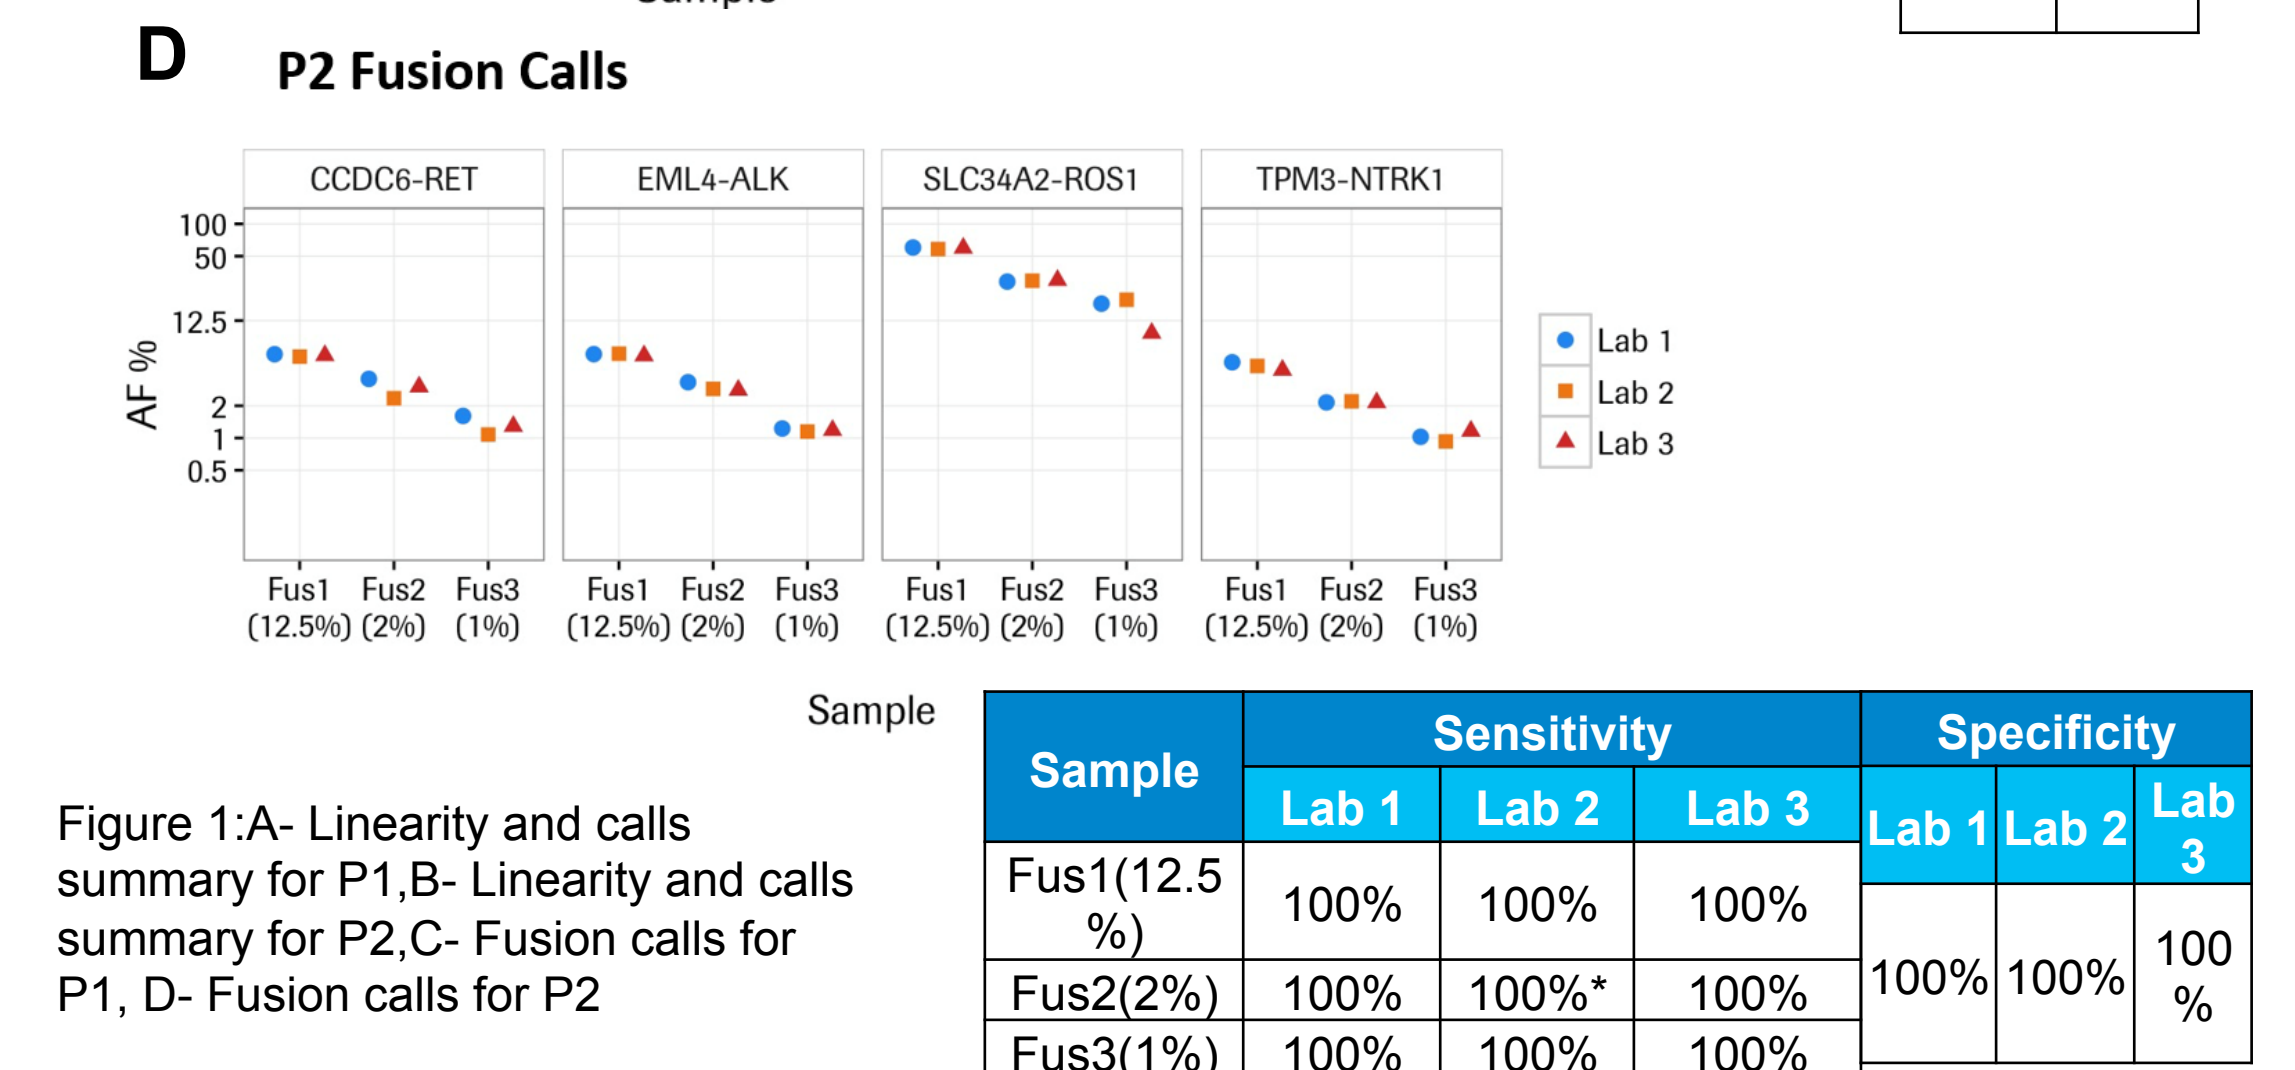 Sample
D
P2 Fusion Calls
CCDC6-RET EML4-ALK SLC34A2-ROS1 TPM3-NTRK1
100
50
12.5
2
1
0.5
AF %
Lab 1
Lab 2
Lab 3
Fus1 Fus2 Fus3 Fus1 Fus2 Fus3 Fus1 Fus2 Fus3 Fus1 Fus2 Fus3
(12.5%) (2%) (1%) (12.5%) (2%) (1%) (12.5%) (2%) (1%) (12.5%) (2%) (1%)
Sample
Figure 1:A- Linearity and calls
summary for P1,B- Linearity and calls
summary for P2,C- Fusion calls for
P1, D- Fusion calls for P2
Sample Sensitivity Specificity
Lab 1 Lab 2 Lab 3 Lab 1 Lab 2 Lab
3
Fus1(12.5
%) 100% 100% 100%
Fus2(2%) 100% 100%* 100%
Fus3(1%) 100% 100% 100%
100% 100% 100
%